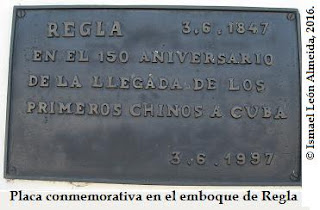 REGLA 3.6.1847
EN EL 150 ANIVERSARIO
DE LA LLEGADA DE LOS
PRIMEROS CHINOS A CUBA
3.6.1997
Placa conmemorativa en el emboque de Regla
© Ismael León Almeida, 2016.